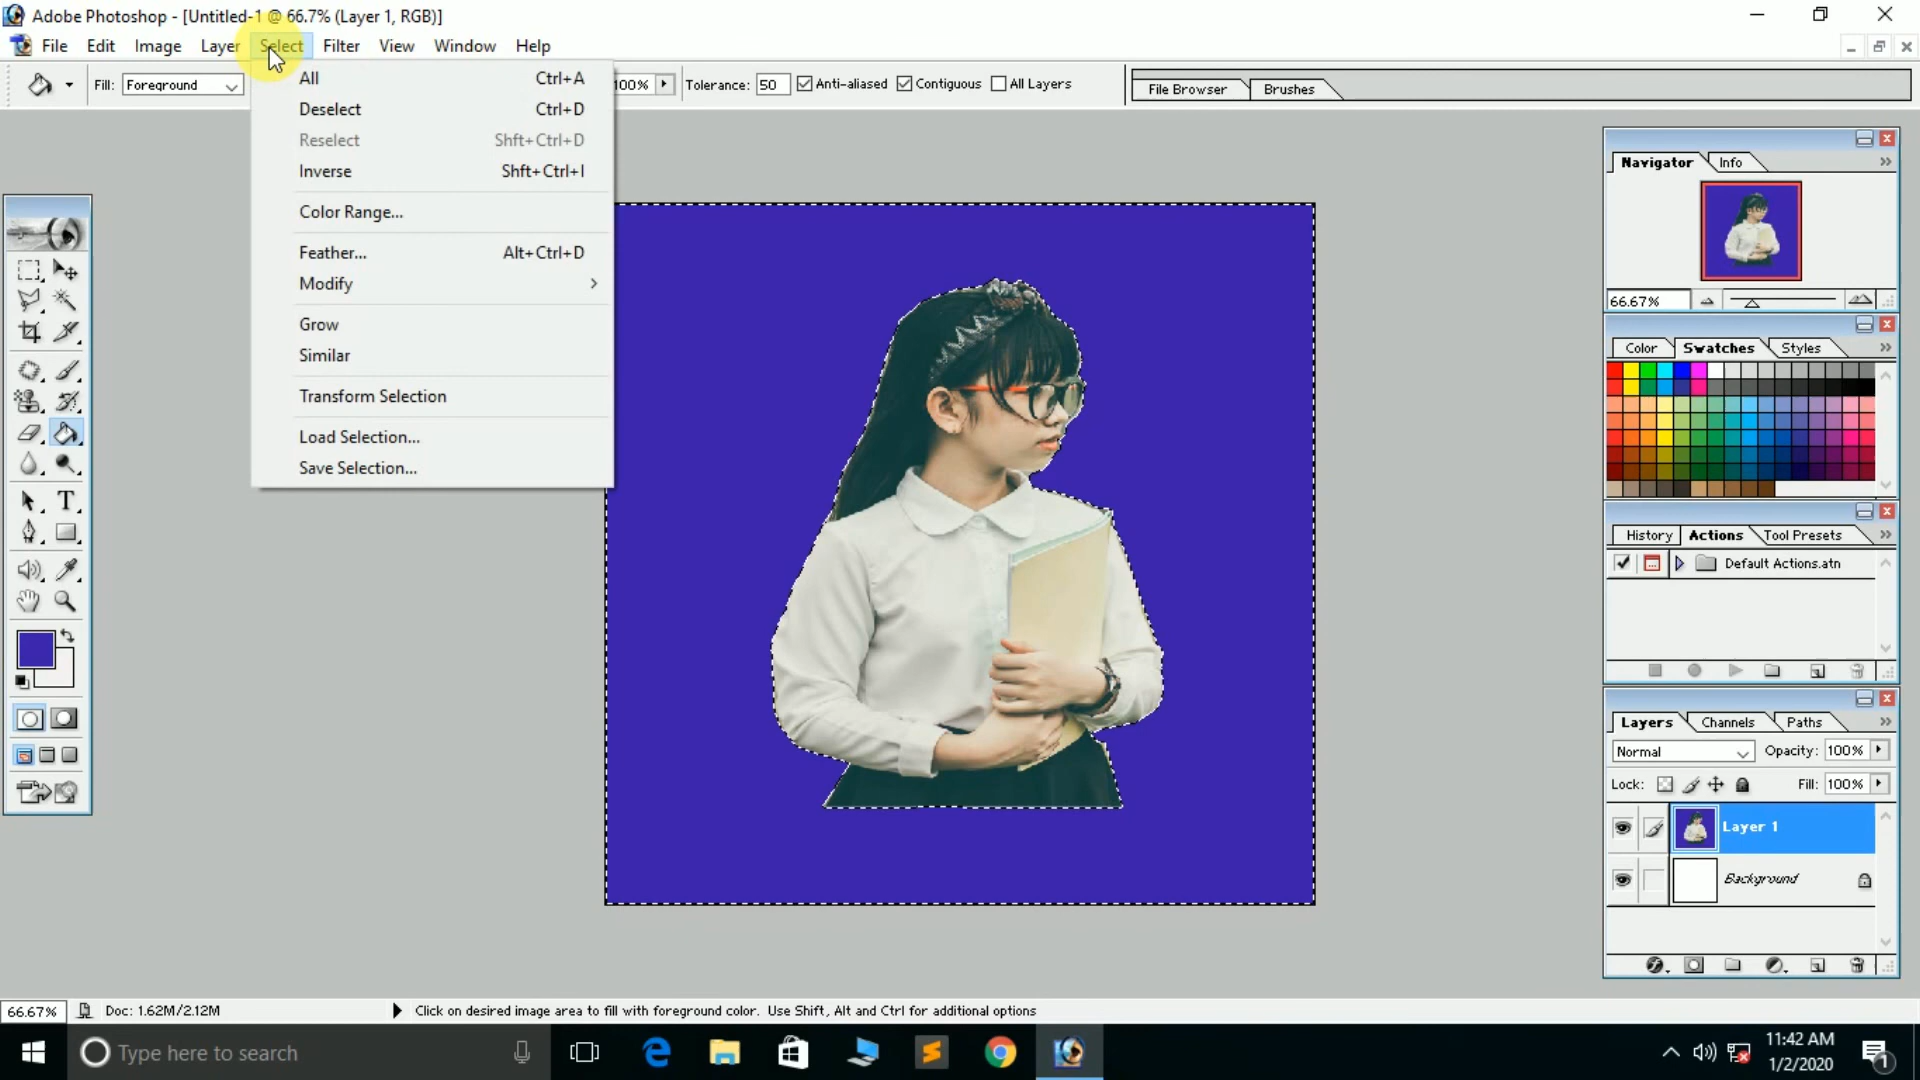 Adobe Photoshop - [Untitled-1 @ 66.7% (Layer 1, RGB)]
File Edit Image Layer Select Filter View Window Help
Fill: Foreground 100% Tolerance: 50 Anti-aliased Contiguous All Layers File Browser Brushes
All Ctrl+A
Deselect Ctrl+D
Reselect Shft+Ctrl+D
Inverse Shft+Ctrl+I
Color Range...
Feather... Alt+Ctrl+D
Modify
Grow
Similar
Transform Selection
Load Selection...
Save Selection...
Navigator Info
66.67%
Color Swatches Styles
History Actions Tool Presets
Default Actions.atn
Layers Channels Paths
Normal Opacity: 100%
Lock: Fill: 100%
Layer 1
Background
66.67% Doc: 1.62M/2.12M Click on desired image area to fill with foreground color. Use Shift, Alt and Ctrl for additional options
Type here to search
11:42 AM
1/2/2020
1